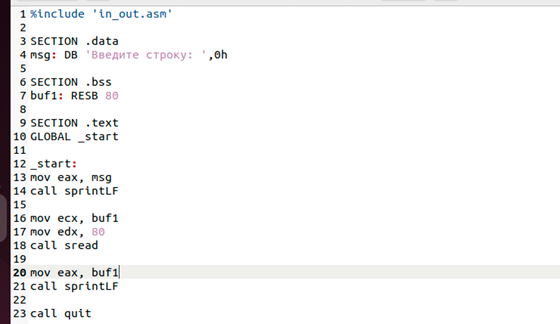 1 %include 'in_out.asm'
2
3 SECTION .data
4 msg: DB 'Введите строку: ',0h
5
6 SECTION .bss
7 buf1: RESB 80
8
9 SECTION .text
10 GLOBAL _start
11
12 _start:
13 mov eax, msg
14 call sprintLF
15
16 mov ecx, buf1
17 mov edx, 80
18 call sread
19
20 mov eax, buf1
21 call sprintLF
22
23 call quit